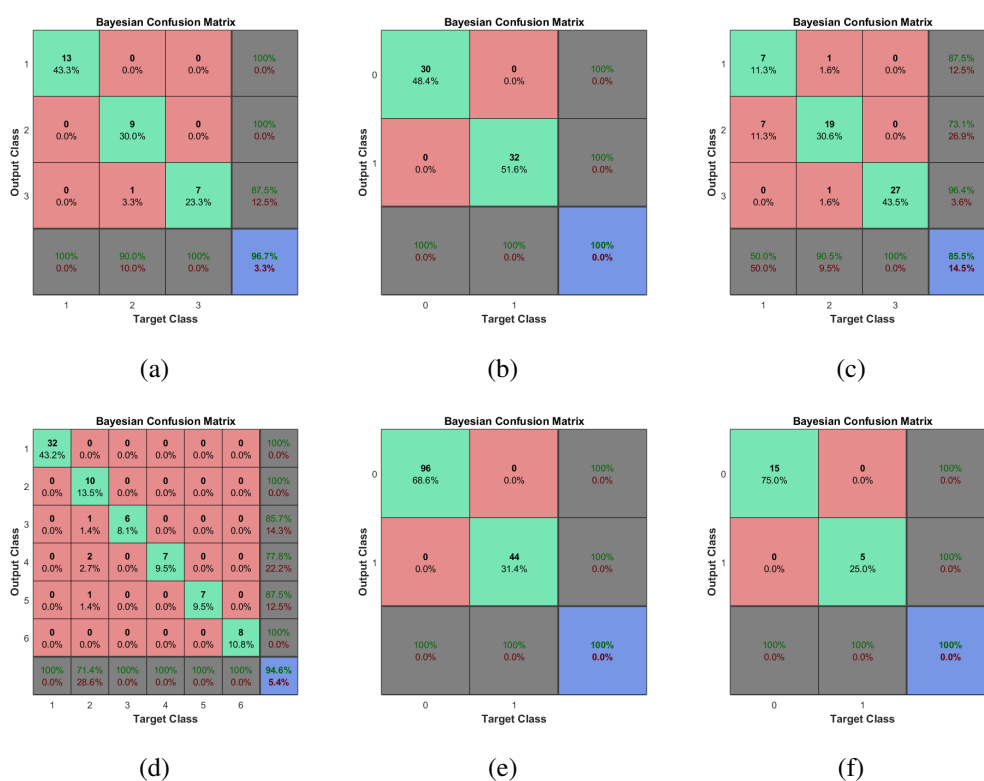 Bayesian Confusion Matrix
1 13 0 0 100%
43.3% 0.0% 0.0% 0.0%
2 0 9 0 100%
0.0% 30.0% 0.0% 0.0%
3 0 1 7 87.5%
0.0% 3.3% 23.3% 12.5%
100% 90.0% 100% 96.7%
0.0% 10.0% 0.0% 3.3%
1 2 3
Output Class
Target Class
(a)
Bayesian Confusion Matrix
0 30 0 100%
48.4% 0.0% 0.0%
1 0 32 100%
0.0% 51.6% 0.0%
100% 100% 100%
0.0% 0.0% 0.0%
0 1
Output Class
Target Class
(b)
Bayesian Confusion Matrix
1 7 1 0 87.5%
11.3% 1.6% 0.0% 12.5%
2 7 19 0 73.1%
11.3% 30.6% 0.0% 26.9%
3 0 1 27 96.4%
0.0% 1.6% 43.5% 3.6%
50.0% 90.5% 100% 85.5%
50.0% 9.5% 0.0% 14.5%
1 2 3
Output Class
Target Class
(c)
Bayesian Confusion Matrix
1 32 0 0 0 0 0 100%
43.2% 0.0% 0.0% 0.0% 0.0% 0.0% 0.0%
2 0 10 0 0 0 0 100%
0.0% 13.5% 0.0% 0.0% 0.0% 0.0% 0.0%
3 0 1 6 0 0 0 85.7%
0.0% 1.4% 8.1% 0.0% 0.0% 0.0% 14.3%
4 0 2 0 7 0 0 77.8%
0.0% 2.7% 0.0% 9.5% 0.0% 0.0% 22.2%
5 0 1 0 0 7 0 87.5%
0.0% 1.4% 0.0% 0.0% 9.5% 0.0% 12.5%
6 0 0 0 0 0 8 100%
0.0% 0.0% 0.0% 0.0% 0.0% 10.8% 0.0%
100% 71.4% 100% 100% 100% 100% 94.6%
0.0% 28.6% 0.0% 0.0% 0.0% 0.0% 5.4%
1 2 3 4 5 6
Output Class
Target Class
(d)
Bayesian Confusion Matrix
0 96 0 100%
68.6% 0.0% 0.0%
1 0 44 100%
0.0% 31.4% 0.0%
100% 100% 100%
0.0% 0.0% 0.0%
0 1
Output Class
Target Class
(e)
Bayesian Confusion Matrix
0 15 0 100%
75.0% 0.0% 0.0%
1 0 5 100%
0.0% 25.0% 0.0%
100% 100% 100%
0.0% 0.0% 0.0%
0 1
Output Class
Target Class
(f)